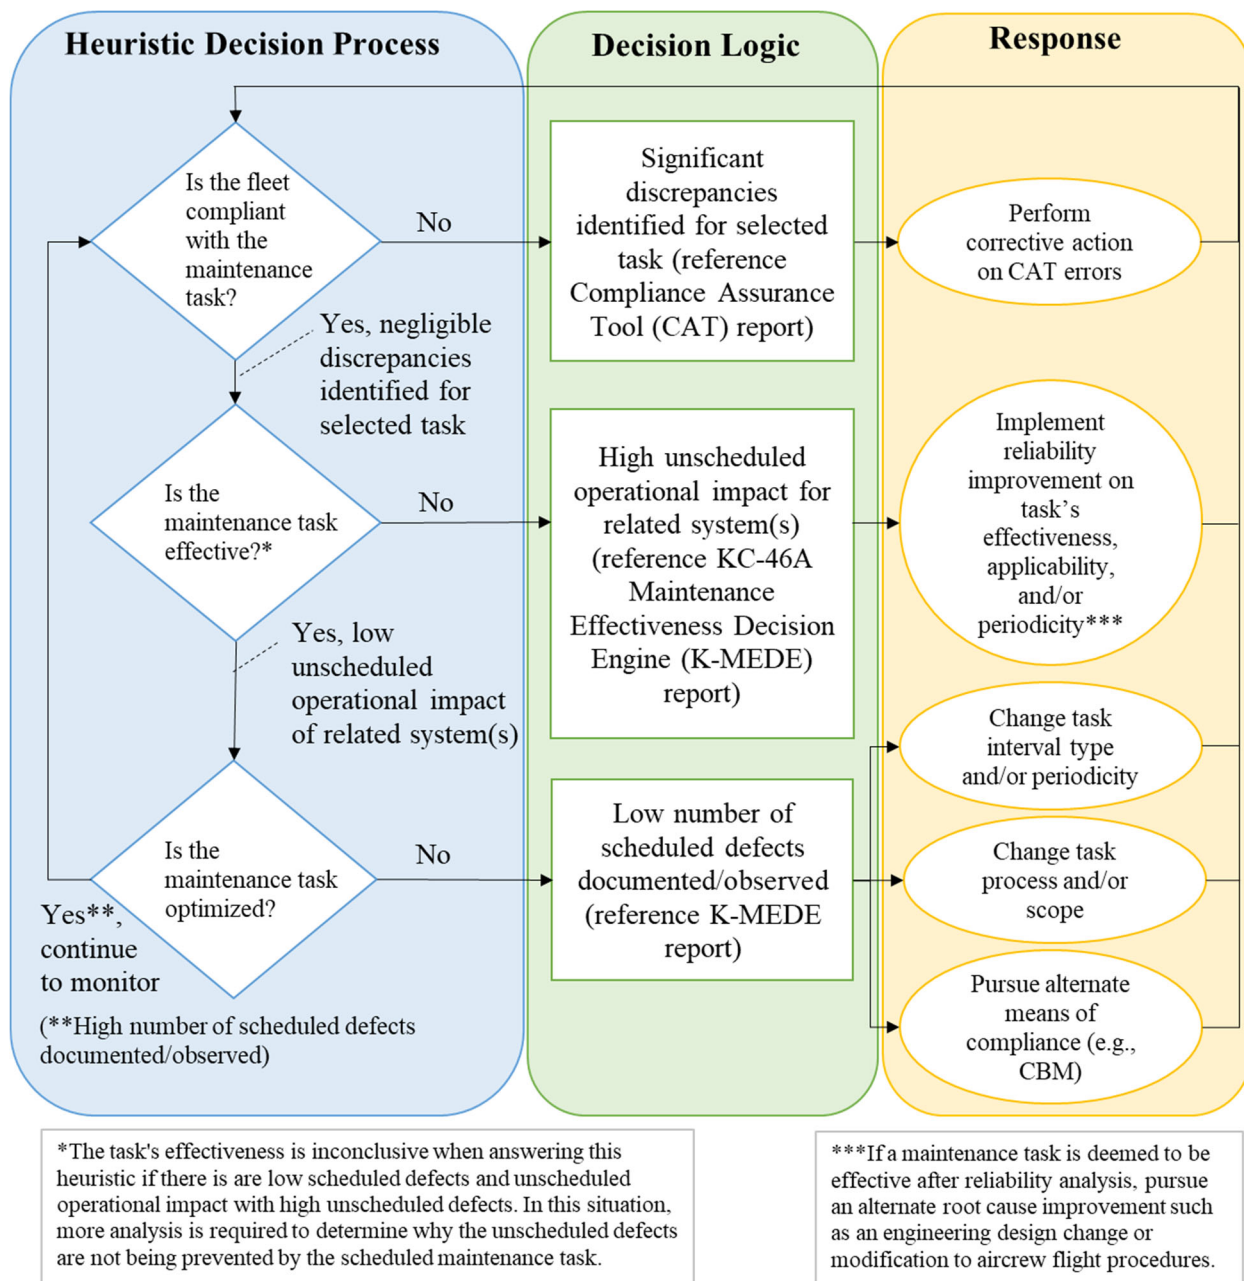 Heuristic Decision Process
Decision Logic
Response
Is the fleet
compliant
with the
maintenance
task?
No
Significant
discrepancies
identified for
selected
task (reference
Compliance Assurance
Tool (CAT) report)
Perform
corrective action
on CAT errors
Yes, negligible
discrepancies
identified for
selected task
Is the
maintenance task
effective?*
No
High unscheduled
operational impact for
related system(s)
(reference KC-46A
Maintenance
Effectiveness Decision
Engine (K-MEDE)
report)
Implement
reliability
improvement on
task's
effectiveness,
applicability,
and/or
periodicity***
Yes, low
unscheduled
operational impact
of related system(s)
Is the
maintenance task
optimized?
No
Low number of
scheduled defects
documented/observed
(reference K-MEDE
report)
Change task
interval type
and/or periodicity
Change task
process and/or
scope
Pursue alternate
means of
compliance (e.g.,
CBM)
Yes**,
continue
to monitor
(**High number of scheduled defects
documented/observed)
*The task's effectiveness is inconclusive when answering this
heuristic if there is are low scheduled defects and unscheduled
operational impact with high unscheduled defects. In this situation,
more analysis is required to determine why the unscheduled defects
are not being prevented by the scheduled maintenance task.
***If a maintenance task is deemed to be
effective after reliability analysis, pursue
an alternate root cause improvement such
as an engineering design change or
modification to aircrew flight procedures.